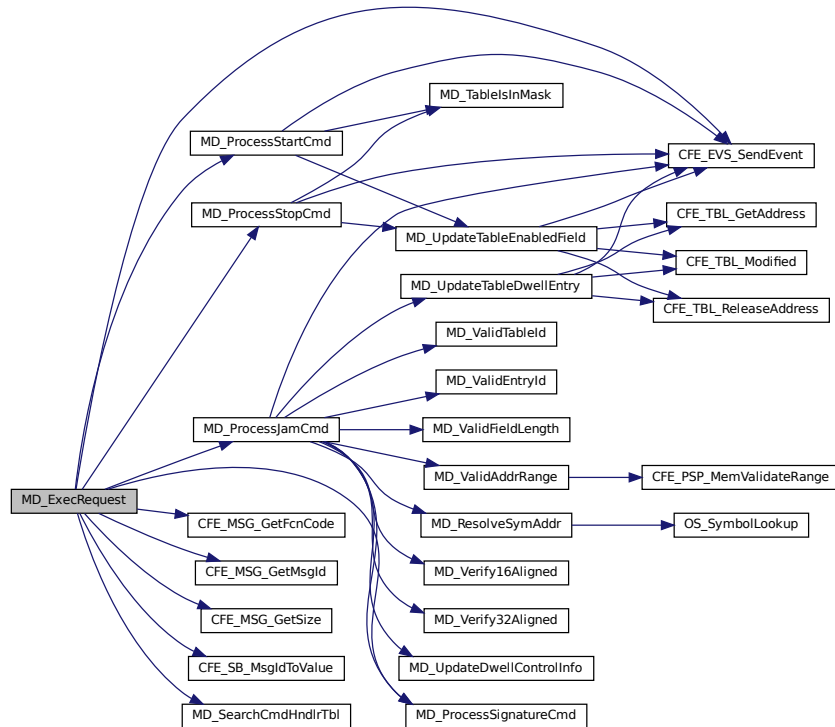 MD_TableIsInMask
MD_ProcessStartCmd
CFE_EVS_SendEvent
MD_ProcessStopCmd
CFE_TBL_GetAddress
MD_UpdateTableEnabledField
CFE_TBL_Modified
MD_UpdateTableDwellEntry
CFE_TBL_ReleaseAddress
MD_ValidTableId
MD_ValidEntryId
MD_ProcessJamCmd
MD_ValidFieldLength
MD_ValidAddrRange
CFE_PSP_MemValidateRange
MD_ExecRequest
CFE_MSG_GetFcnCode
MD_ResolveSymAddr
OS_SymbolLookup
CFE_MSG_GetMsgId
MD_Verify16Aligned
CFE_MSG_GetSize
MD_Verify32Aligned
CFE_SB_MsgIdToValue
MD_UpdateDwellControlInfo
MD_SearchCmdHndlrTbl
MD_ProcessSignatureCmd